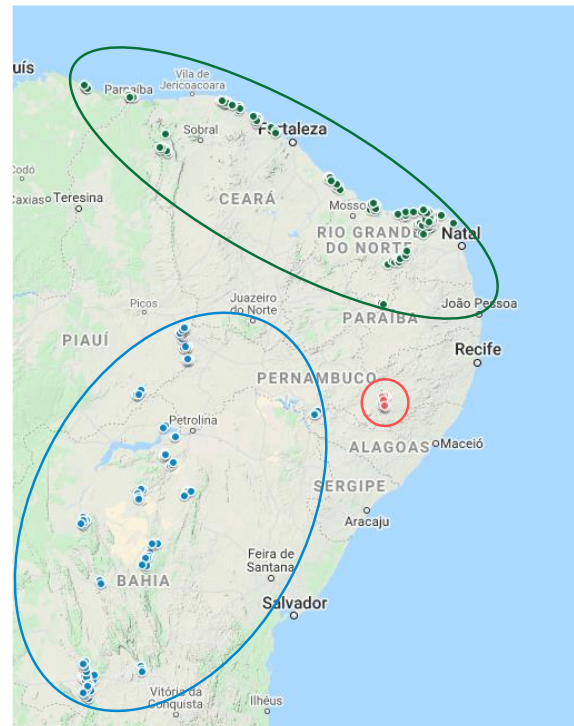 uís
Parnaíba
Vila de
Jericoacoara
Sobral
Fortaleza
Codó
Caxias
Teresina
CEARÁ
Mosso
RIO GRAND
DO NORTE
Natal
Picos
Juazeiro
do Norte
João Pessoa
PARAÍBA
PIAUÍ
Recife
PERNAMBUCO
Petrolina
ALAGOAS
Maceió
SERGIPE
Aracaju
Feira de
Santana
BAHIA
Salvador
Vitória da
Conquista
Ilhéus